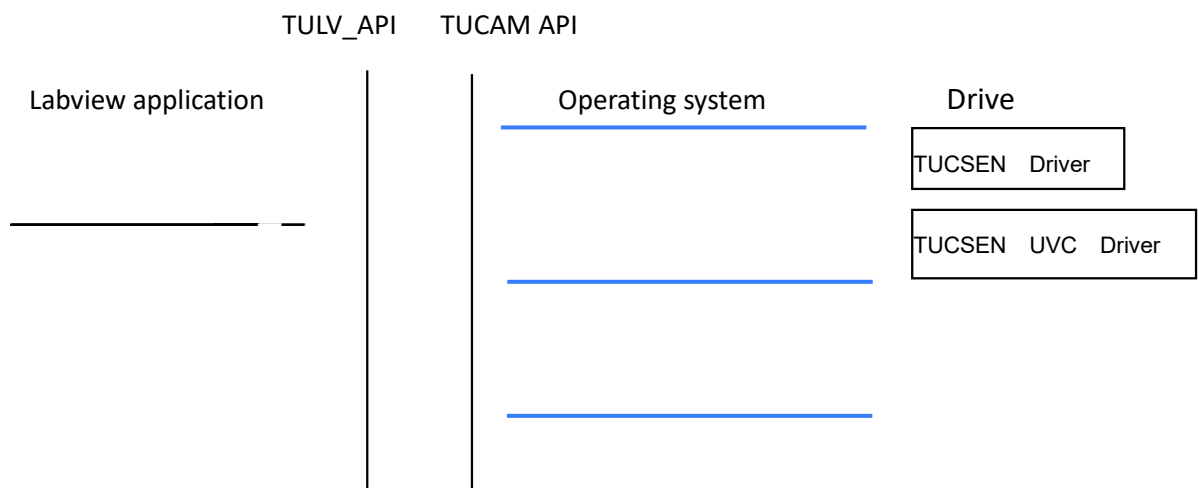 TULV_API TUCAM API
Labview application Operating system Drive
TUCSEN Driver
TUCSEN UVC Driver